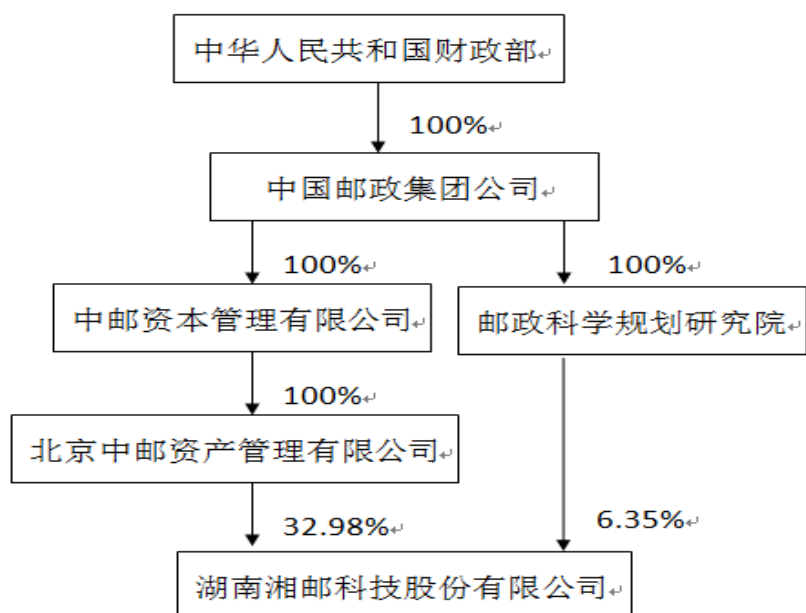 中华人民共和国财政部↵
100%↵
中国邮政集团公司↵
100%↵ 100%↵
中邮资本管理有限公司↵ 邮政科学规划研究院↵
100%↵
北京中邮资产管理有限公司↵
32.98%↵ 6.35%↵
湖南湘邮科技股份有限公司↵